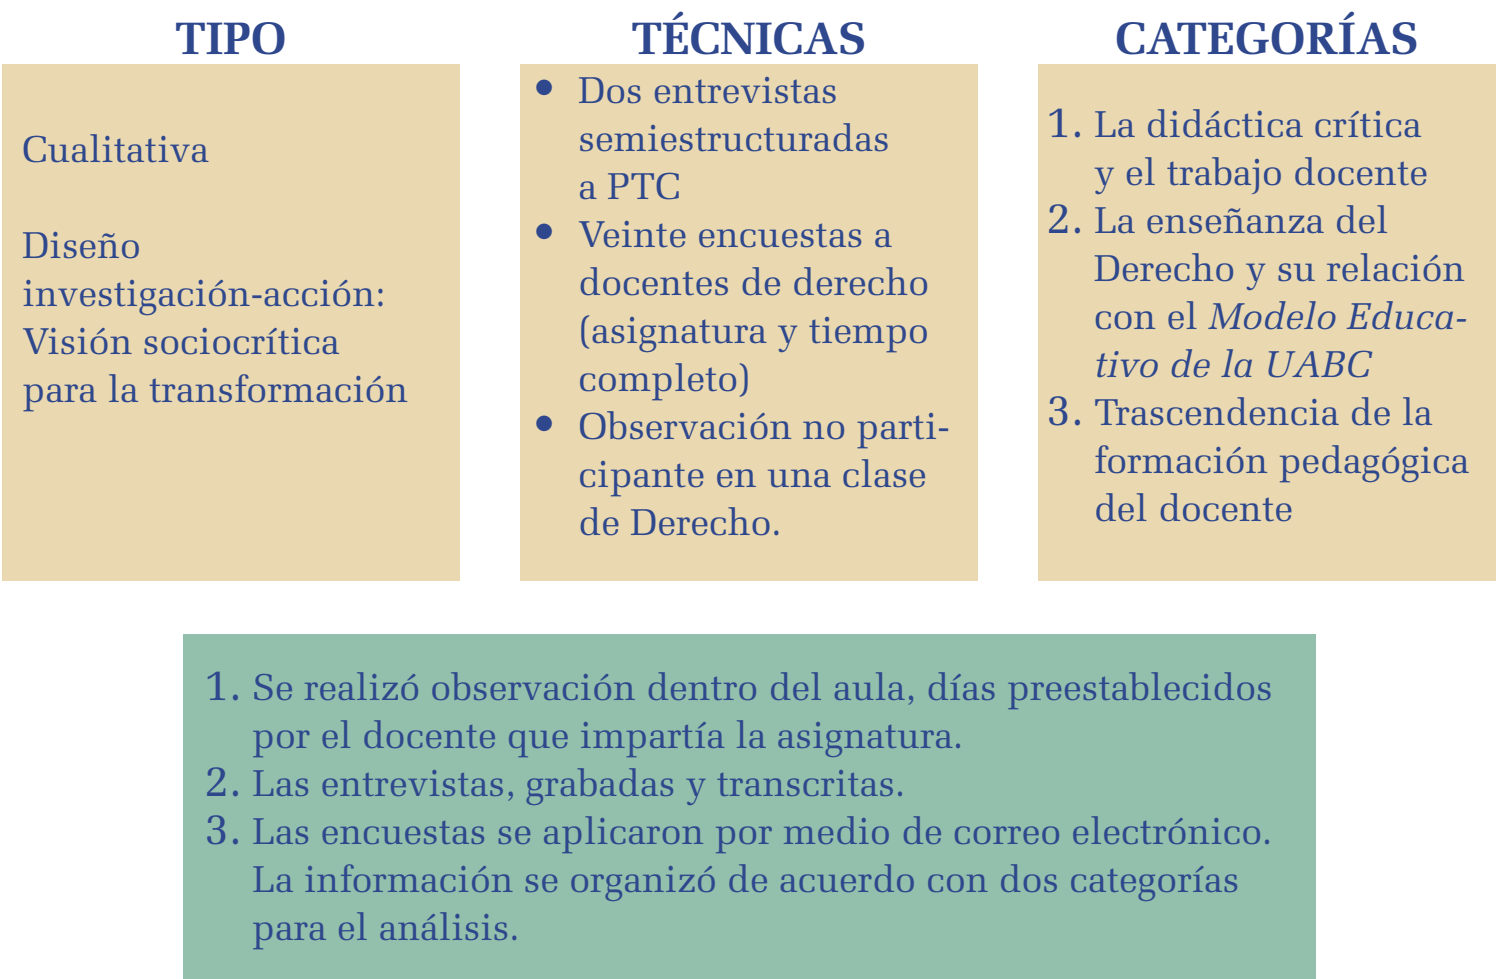 TIPO
Cualitativa
Diseño
investigación-acción:
Visión sociocrítica
para la transformación
TÉCNICAS
• Dos entrevistas
semiestructuradas
a PTC
• Veinte encuestas a
docentes de derecho
(asignatura y tiempo
completo)
• Observación no parti-
cipante en una clase
de Derecho.
CATEGORÍAS
1. La didáctica crítica
y el trabajo docente
2. La enseñanza del
Derecho y su relación
con el Modelo Educa-
tivo de la UABC
3. Trascendencia de la
formación pedagógica
del docente
1. Se realizó observación dentro del aula, días preestablecidos
por el docente que impartía la asignatura.
2. Las entrevistas, grabadas y transcritas.
3. Las encuestas se aplicaron por medio de correo electrónico.
La información se organizó de acuerdo con dos categorías
para el análisis.